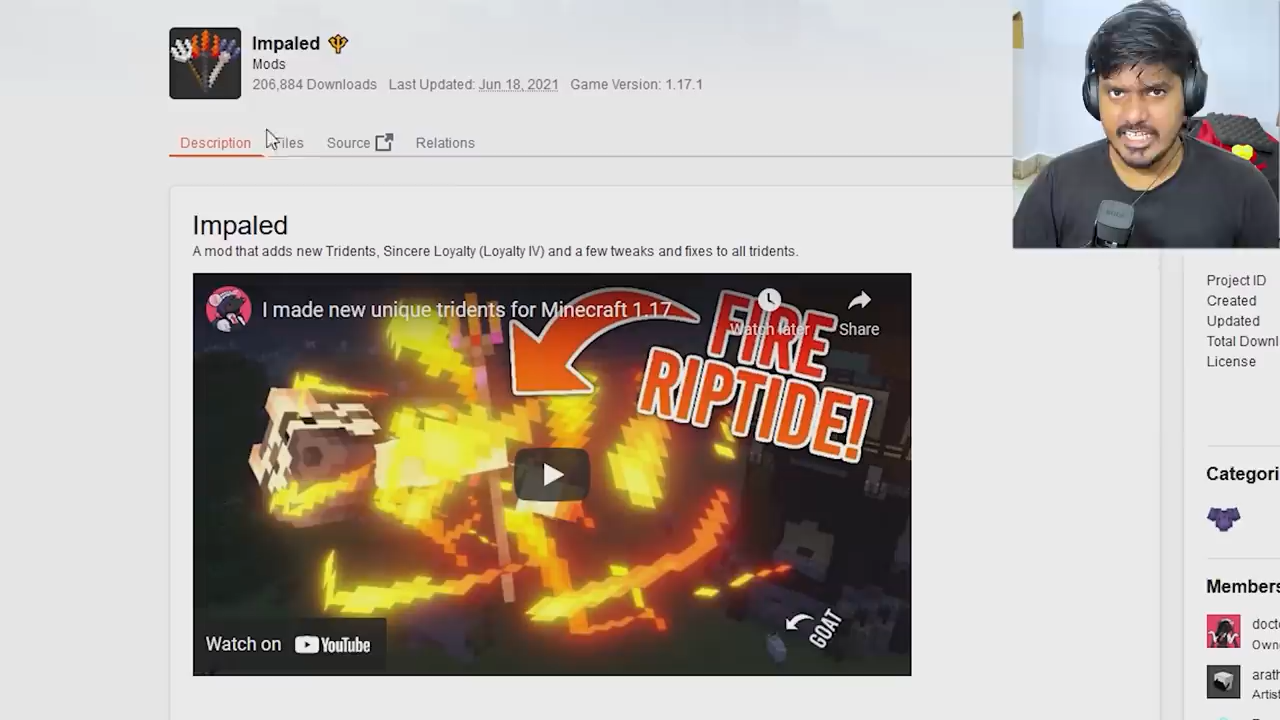 Impaled
Mods
206,884 Downloads Last Updated: Jun 18, 2021 Game Version: 1.17.1
Description Files Source Relations
Impaled
A mod that adds new Tridents, Sincere Loyalty (Loyalty IV) and a few tweaks and fixes to all tridents.
I made new unique tridents for Minecraft 1.17
Watch later
Share
FIRE
RIPTIDE!
GOAT
Watch on YouTube
Project ID
Created
Updated
Total Downl
License
Categori
Members
docto
Own
arath
Artis